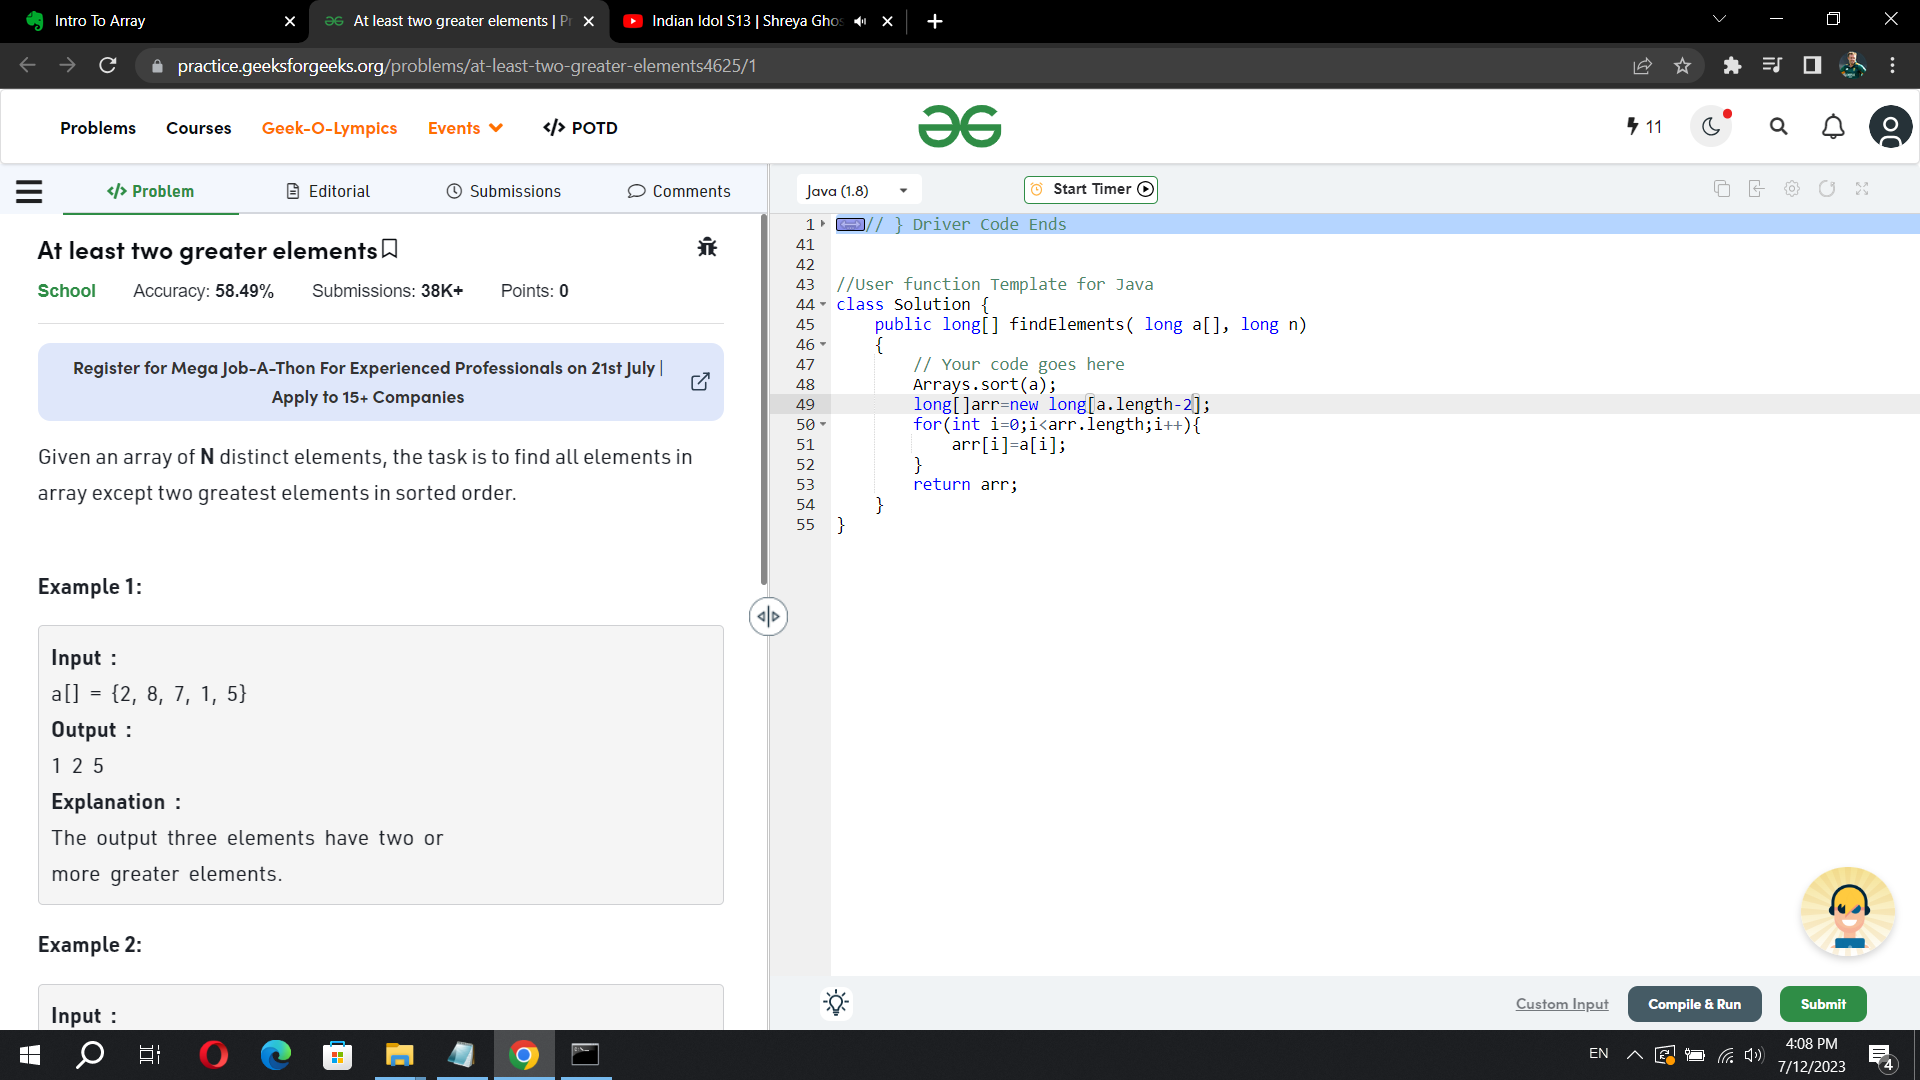 Intro To Array
At least two greater elements | P
Indian Idol S13 | Shreya Ghos
practice.geeksforgeeks.org/problems/at-least-two-greater-elements4625/1
Problems
Courses
Geek-O-Lympics
Events
</> POTD
11
</> Problem
Editorial
Submissions
Comments
Java (1.8)
Start Timer
At least two greater elements
School
Accuracy: 58.49%
Submissions: 38K+
Points: 0
Register for Mega Job-A-Thon For Experienced Professionals on 21st July |
Apply to 15+ Companies
Given an array of N distinct elements, the task is to find all elements in
array except two greatest elements in sorted order.
Example 1:
Input :
a[] = {2, 8, 7, 1, 5}
Output :
1 2 5
Explanation :
The output three elements have two or
more greater elements.
Example 2:
Input :
1 // } Driver Code Ends
41
42
43 //User function Template for Java
44 class Solution {
45 public long[] findElements( long a[], long n)
46 {
47 // Your code goes here
48 Arrays.sort(a);
49 long[]arr=new long[a.length-2];
50 for(int i=0;i<arr.length;i++){
51 arr[i]=a[i];
52 }
53 return arr;
54 }
55 }
Custom Input
Compile & Run
Submit
EN
4:08 PM
7/12/2023
4